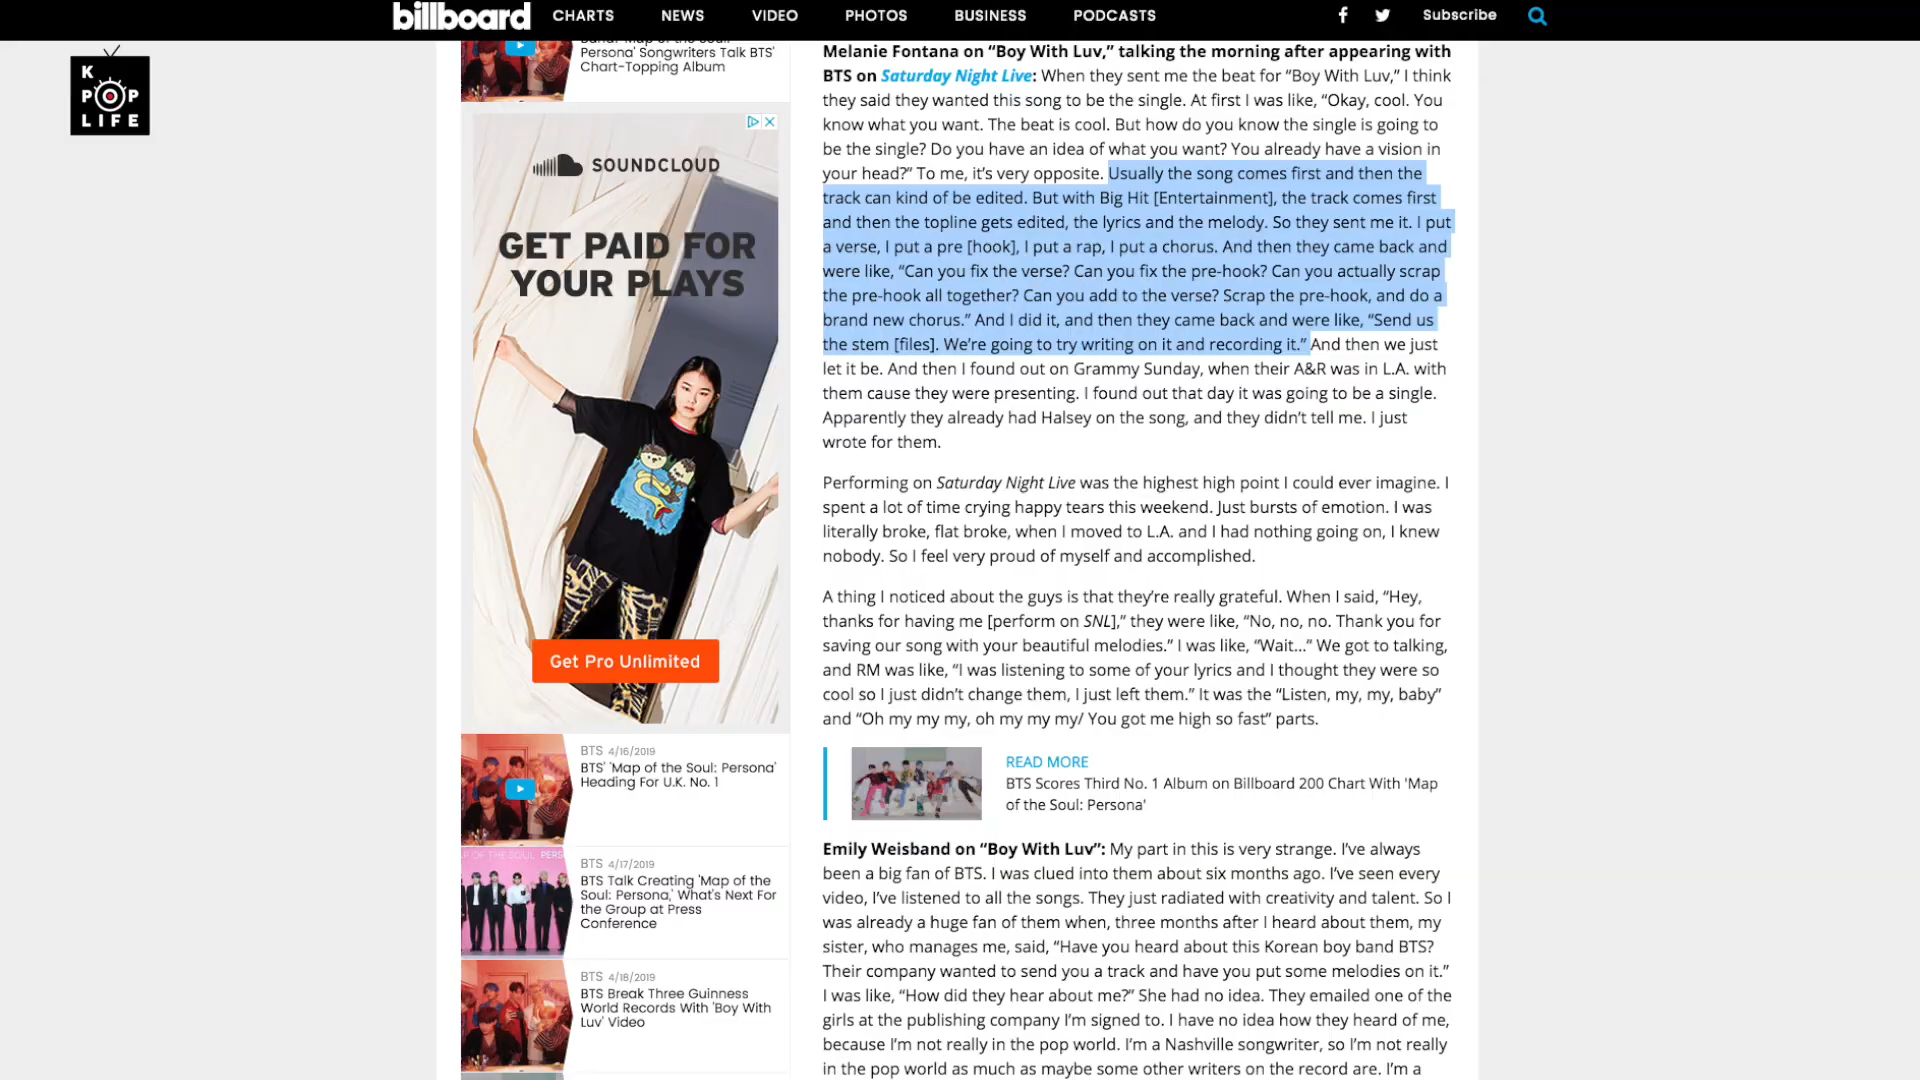 billboard CHARTS NEWS VIDEO PHOTOS BUSINESS PODCASTS Subscribe
K
POP
LIFE
Persona' Songwriters Talk BTS'
Chart-Topping Album
SOUNDCLOUD
GET PAID FOR
YOUR PLAYS
Get Pro Unlimited
BTS 4/16/2019
BTS' 'Map of the Soul: Persona'
Heading For U.K. No. 1
BTS 4/17/2019
BTS Talk Creating 'Map of the
Soul: Persona,' What's Next For
the Group at Press
Conference
BTS 4/18/2019
BTS Break Three Guinness
World Records With 'Boy With
Luv' Video
Melanie Fontana on “Boy With Luv,” talking the morning after appearing with
BTS on Saturday Night Live: When they sent me the beat for “Boy With Luv,” I think
they said they wanted this song to be the single. At first I was like, “Okay, cool. You
know what you want. The beat is cool. But how do you know the single is going to
be the single? Do you have an idea of what you want? You already have a vision in
your head?” To me, it’s very opposite. Usually the song comes first and then the
track can kind of be edited. But with Big Hit [Entertainment], the track comes first
and then the topline gets edited, the lyrics and the melody. So they sent me it. I put
a verse, I put a pre [hook], I put a rap, I put a chorus. And then they came back and
were like, “Can you fix the verse? Can you fix the pre-hook? Can you actually scrap
the pre-hook all together? Can you add to the verse? Scrap the pre-hook, and do a
brand new chorus.” And I did it, and then they came back and were like, “Send us
the stem [files]. We’re going to try writing on it and recording it.” And then we just
let it be. And then I found out on Grammy Sunday, when their A&R was in L.A. with
them cause they were presenting. I found out that day it was going to be a single.
Apparently they already had Halsey on the song, and they didn’t tell me. I just
wrote for them.
Performing on Saturday Night Live was the highest high point I could ever imagine. I
spent a lot of time crying happy tears this weekend. Just bursts of emotion. I was
literally broke, flat broke, when I moved to L.A. and I had nothing going on, I knew
nobody. So I feel very proud of myself and accomplished.
A thing I noticed about the guys is that they’re really grateful. When I said, “Hey,
thanks for having me [perform on SNL],” they were like, “No, no, no. Thank you for
saving our song with your beautiful melodies.” I was like, “Wait...” We got to talking,
and RM was like, “I was listening to some of your lyrics and I thought they were so
cool so I just didn’t change them, I just left them.” It was the “Listen, my, my, baby”
and “Oh my my my, oh my my my/ You got me high so fast” parts.
READ MORE
BTS Scores Third No. 1 Album on Billboard 200 Chart With 'Map
of the Soul: Persona'
Emily Weisband on “Boy With Luv”: My part in this is very strange. I’ve always
been a big fan of BTS. I was clued into them about six months ago. I’ve seen every
video, I’ve listened to all the songs. They just radiated with creativity and talent. So I
was already a huge fan of them when, three months after I heard about them, my
sister, who manages me, said, “Have you heard about this Korean boy band BTS?
Their company wanted to send you a track and have you put some melodies on it.”
I was like, “How did they hear about me?” She had no idea. They emailed one of the
girls at the publishing company I’m signed to. I have no idea how they heard of me,
because I’m not really in the pop world. I’m a Nashville songwriter, so I’m not really
in the pop world as much as maybe some other writers on the record are. I’m a